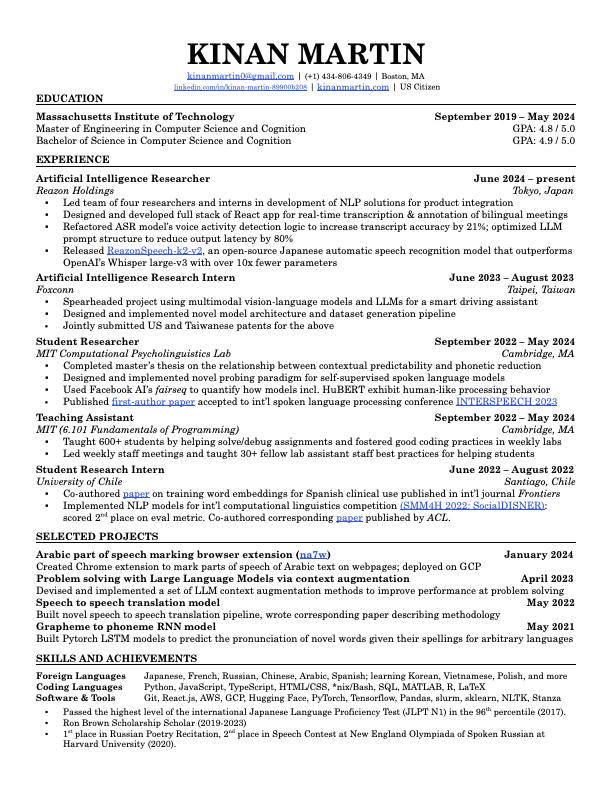 KINAN MARTIN
kinanmartin0@gmail.com | (+1) 434-806-4349 | Boston, MA
linkedin.com/in/kinan-martin-89900b208 | kinanmartin.com | US Citizen
EDUCATION
Massachusetts Institute of Technology September 2019 – May 2024
Master of Engineering in Computer Science and Cognition GPA: 4.8 / 5.0
Bachelor of Science in Computer Science and Cognition GPA: 4.9 / 5.0
EXPERIENCE
Artificial Intelligence Researcher June 2024 – present
Reazon Holdings Tokyo, Japan
▪ Led team of four researchers and interns in development of NLP solutions for product integration
▪ Designed and developed full stack of React app for real-time transcription & annotation of bilingual meetings
▪ Refactored ASR model's voice activity detection logic to increase transcript accuracy by 21%; optimized LLM
prompt structure to reduce output latency by 80%
▪ Released ReazonSpeech-k2-v2, an open-source Japanese automatic speech recognition model that outperforms
OpenAI's Whisper large-v3 with over 10x fewer parameters
Artificial Intelligence Research Intern June 2023 – August 2023
Foxconn Taipei, Taiwan
▪ Spearheaded project using multimodal vision-language models and LLMs for a smart driving assistant
▪ Designed and implemented novel model architecture and dataset generation pipeline
▪ Jointly submitted US and Taiwanese patents for the above
Student Researcher September 2022 – May 2024
MIT Computational Psycholinguistics Lab Cambridge, MA
▪ Completed master's thesis on the relationship between contextual predictability and phonetic reduction
▪ Designed and implemented novel probing paradigm for self-supervised spoken language models
▪ Used Facebook AI's fairseq to quantify how models incl. HuBERT exhibit human-like processing behavior
▪ Published first-author paper accepted to int'l spoken language processing conference INTERSPEECH 2023
Teaching Assistant September 2022 – May 2024
MIT (6.101 Fundamentals of Programming) Cambridge, MA
▪ Taught 600+ students by helping solve/debug assignments and fostered good coding practices in weekly labs
▪ Led weekly staff meetings and taught 30+ fellow lab assistant staff best practices for helping students
Student Research Intern June 2022 – August 2022
University of Chile Santiago, Chile
▪ Co-authored paper on training word embeddings for Spanish clinical use published in int'l journal Frontiers
▪ Implemented NLP models for int'l computational linguistics competition (SMM4H 2022: SocialDISNER);
scored 2nd place on eval metric. Co-authored corresponding paper published by ACL.
SELECTED PROJECTS
Arabic part of speech marking browser extension (na7w) January 2024
Created Chrome extension to mark parts of speech of Arabic text on webpages; deployed on GCP
Problem solving with Large Language Models via context augmentation April 2023
Devised and implemented a set of LLM context augmentation methods to improve performance at problem solving
Speech to speech translation model May 2022
Built novel speech to speech translation pipeline, wrote corresponding paper describing methodology
Grapheme to phoneme RNN model May 2021
Built Pytorch LSTM models to predict the pronunciation of novel words given their spellings for arbitrary languages
SKILLS AND ACHIEVEMENTS
Foreign Languages Japanese, French, Russian, Chinese, Arabic, Spanish; learning Korean, Vietnamese, Polish, and more
Coding Languages Python, JavaScript, TypeScript, HTML/CSS, *nix/Bash, SQL, MATLAB, R, LaTeX
Software & Tools Git, React.js, AWS, GCP, Hugging Face, PyTorch, Tensorflow, Pandas, slurm, sklearn, NLTK, Stanza
▪ Passed the highest level of the international Japanese Language Proficiency Test (JLPT N1) in the 96th percentile (2017).
▪ Ron Brown Scholarship Scholar (2019-2023)
▪ 1st place in Russian Poetry Recitation, 2nd place in Speech Contest at New England Olympiada of Spoken Russian at
Harvard University (2020).